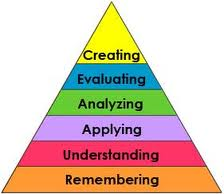 Creating
Evaluating
Analyzing
Applying
Understanding
Remembering